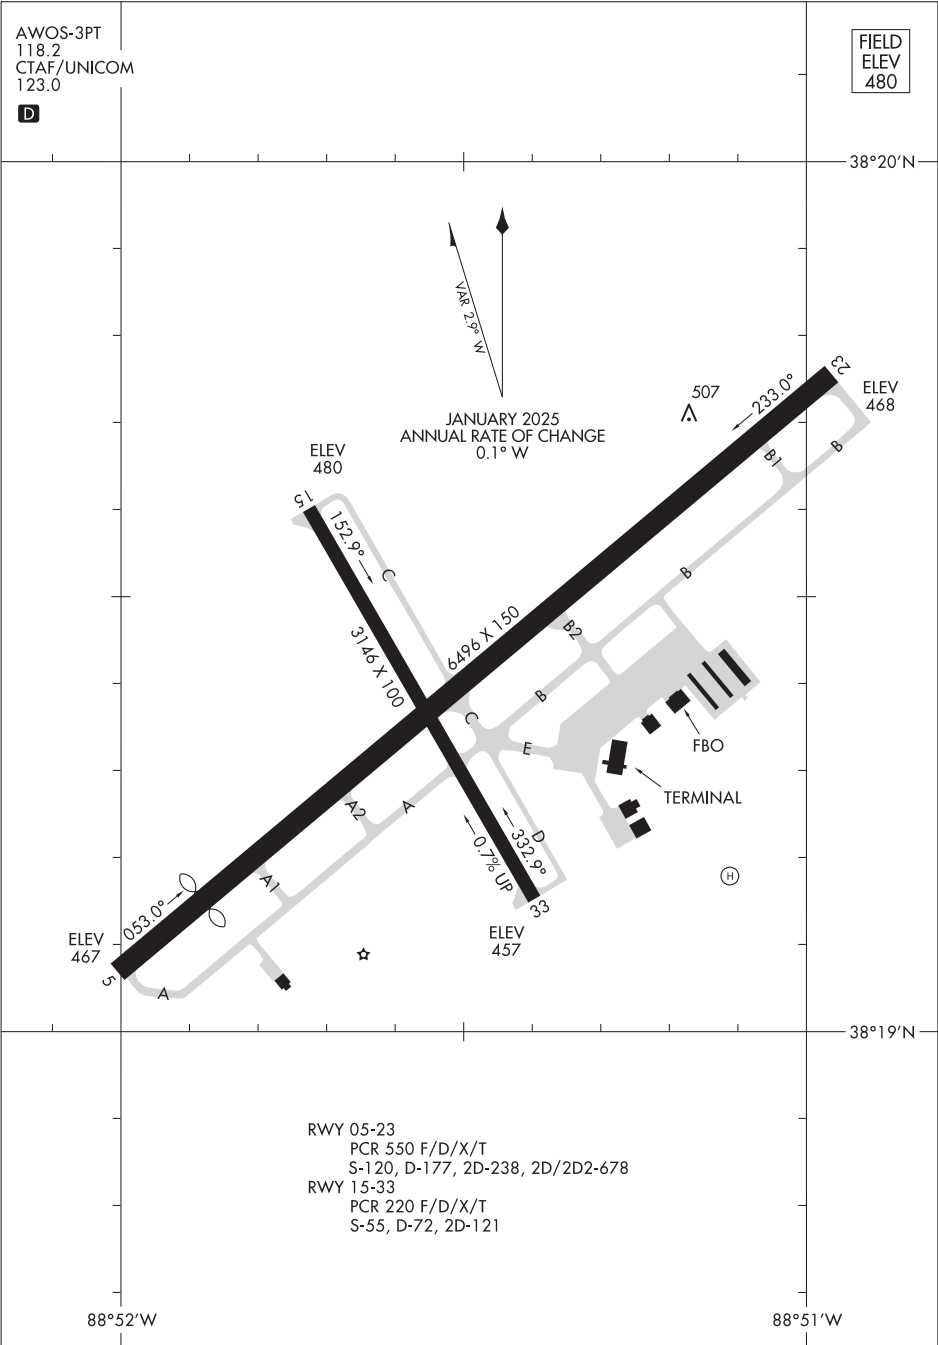 AWOS-3PT
118.2
CTAF/UNICOM
123.0
D
FIELD
ELEV
480
38°20'N
VAR 2.9° W
JANUARY 2025
ANNUAL RATE OF CHANGE
0.1° W
507
23
233.0°
ELEV
468
B1
B
ELEV
480
15
152.9°
C
B
3146 X 100
6496 X 150
B2
B
C
E
FBO
TERMINAL
A2
A
D
332.9°
0.7% UP
A1
H
053.0°
33
ELEV
457
ELEV
467
5
A
38°19'N
RWY 05-23
PCR 550 F/D/X/T
S-120, D-177, 2D-238, 2D/2D2-678
RWY 15-33
PCR 220 F/D/X/T
S-55, D-72, 2D-121
88°52'W
88°51'W